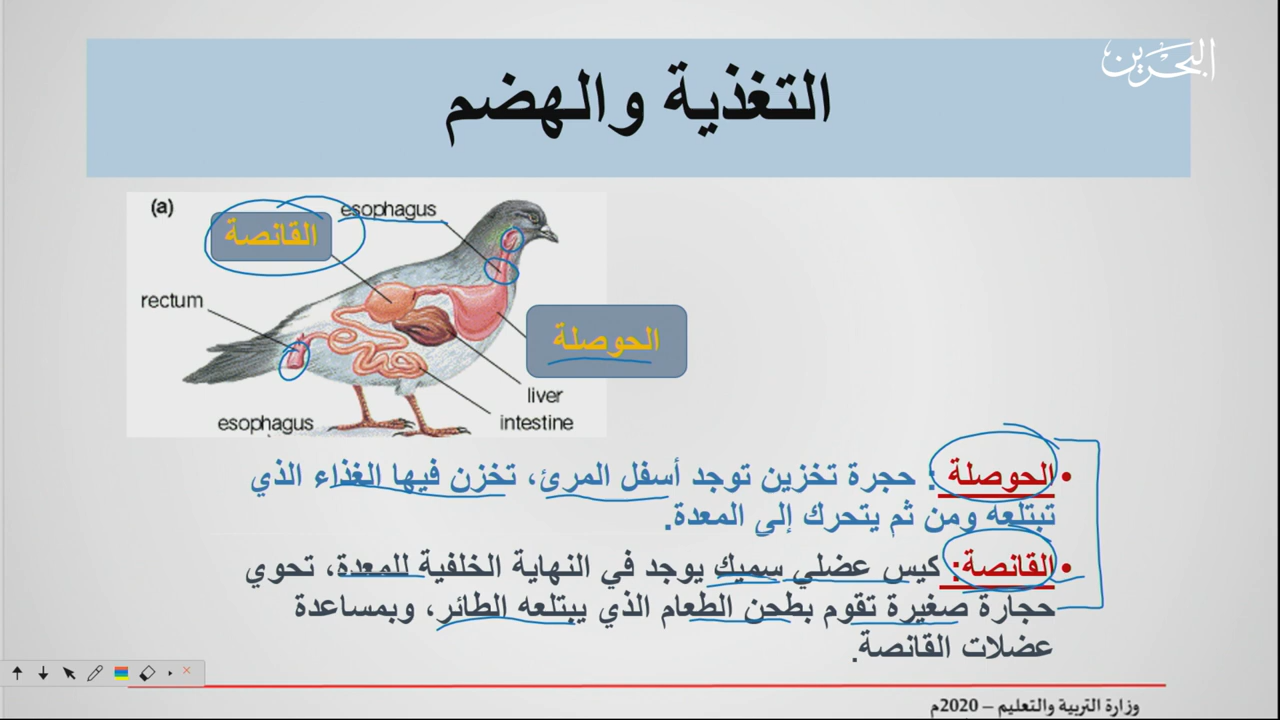 البحرين
التغذية والهضم
(a)
esophagus
القانصة
rectum
الحوصلة
liver
esophagus
intestine
• الحوصلة : حجرة تخزين توجد أسفل المرئ، تخزن فيها الغذاء الذي
تبتلعه ومن ثم يتحرك إلى المعدة.
• القانصة: كيس عضلي سميك يوجد في النهاية الخلفية للمعدة، تحوي
حجارة صغيرة تقوم بطحن الطعام الذي يبتلعه الطائر، وبمساعدة
عضلات القانصة.
وزارة التربية والتعليم – 2020م